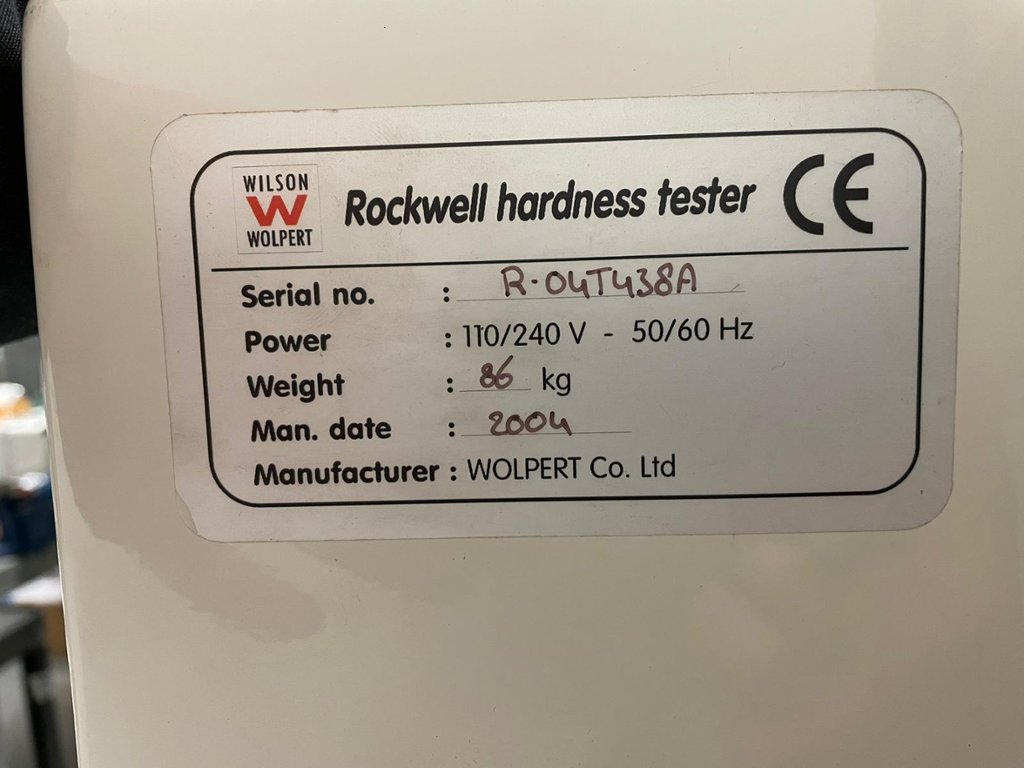 WILSON
W
WOLPERT
Rockwell hardness tester CE
Serial no. : R-04T438A
Power : 110/240 V - 50/60 Hz
Weight : 86 kg
Man. date : 2004
Manufacturer : WOLPERT Co. Ltd